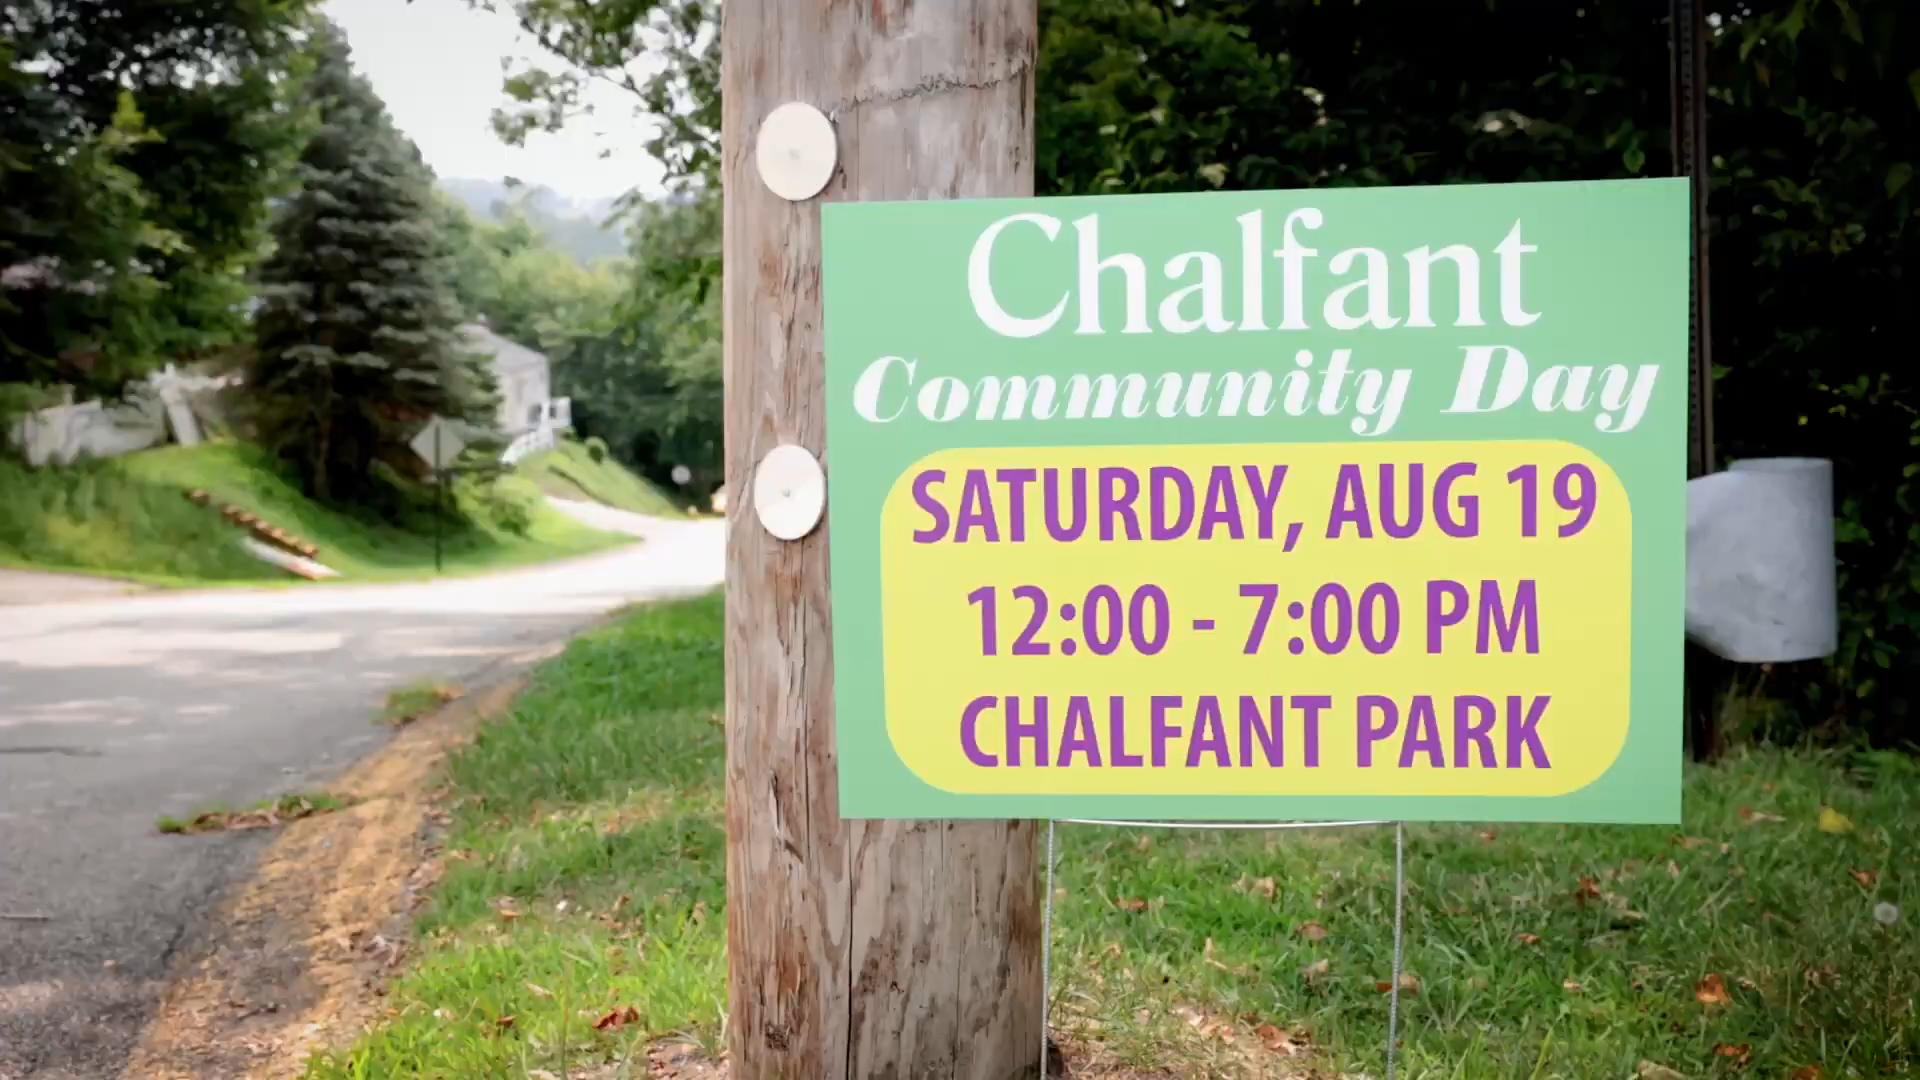 Chalfant
Community Day
SATURDAY, AUG 19
12:00 - 7:00 PM
CHALFANT PARK